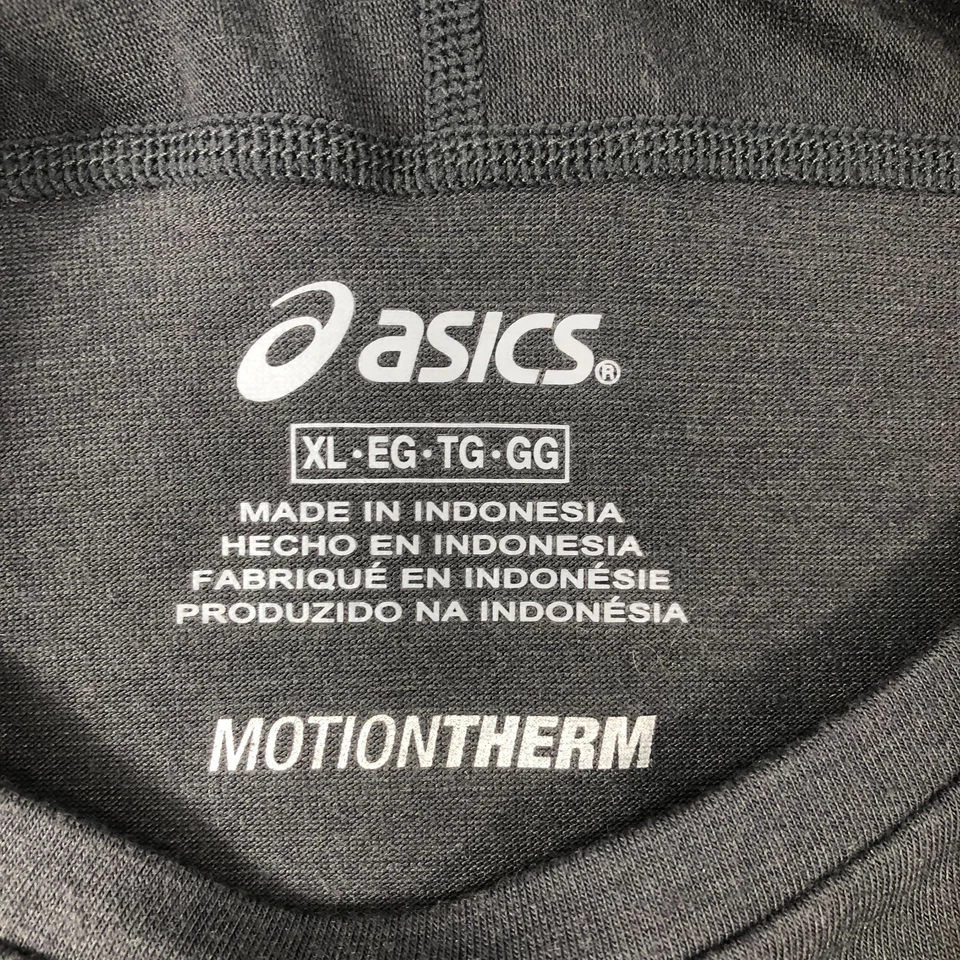 asics®
XL·EG·TG·GG
MADE IN INDONESIA
HECHO EN INDONESIA
FABRIQUÉ EN INDONÉSIE
PRODUZIDO NA INDONÉSIA
MOTIONTHERM